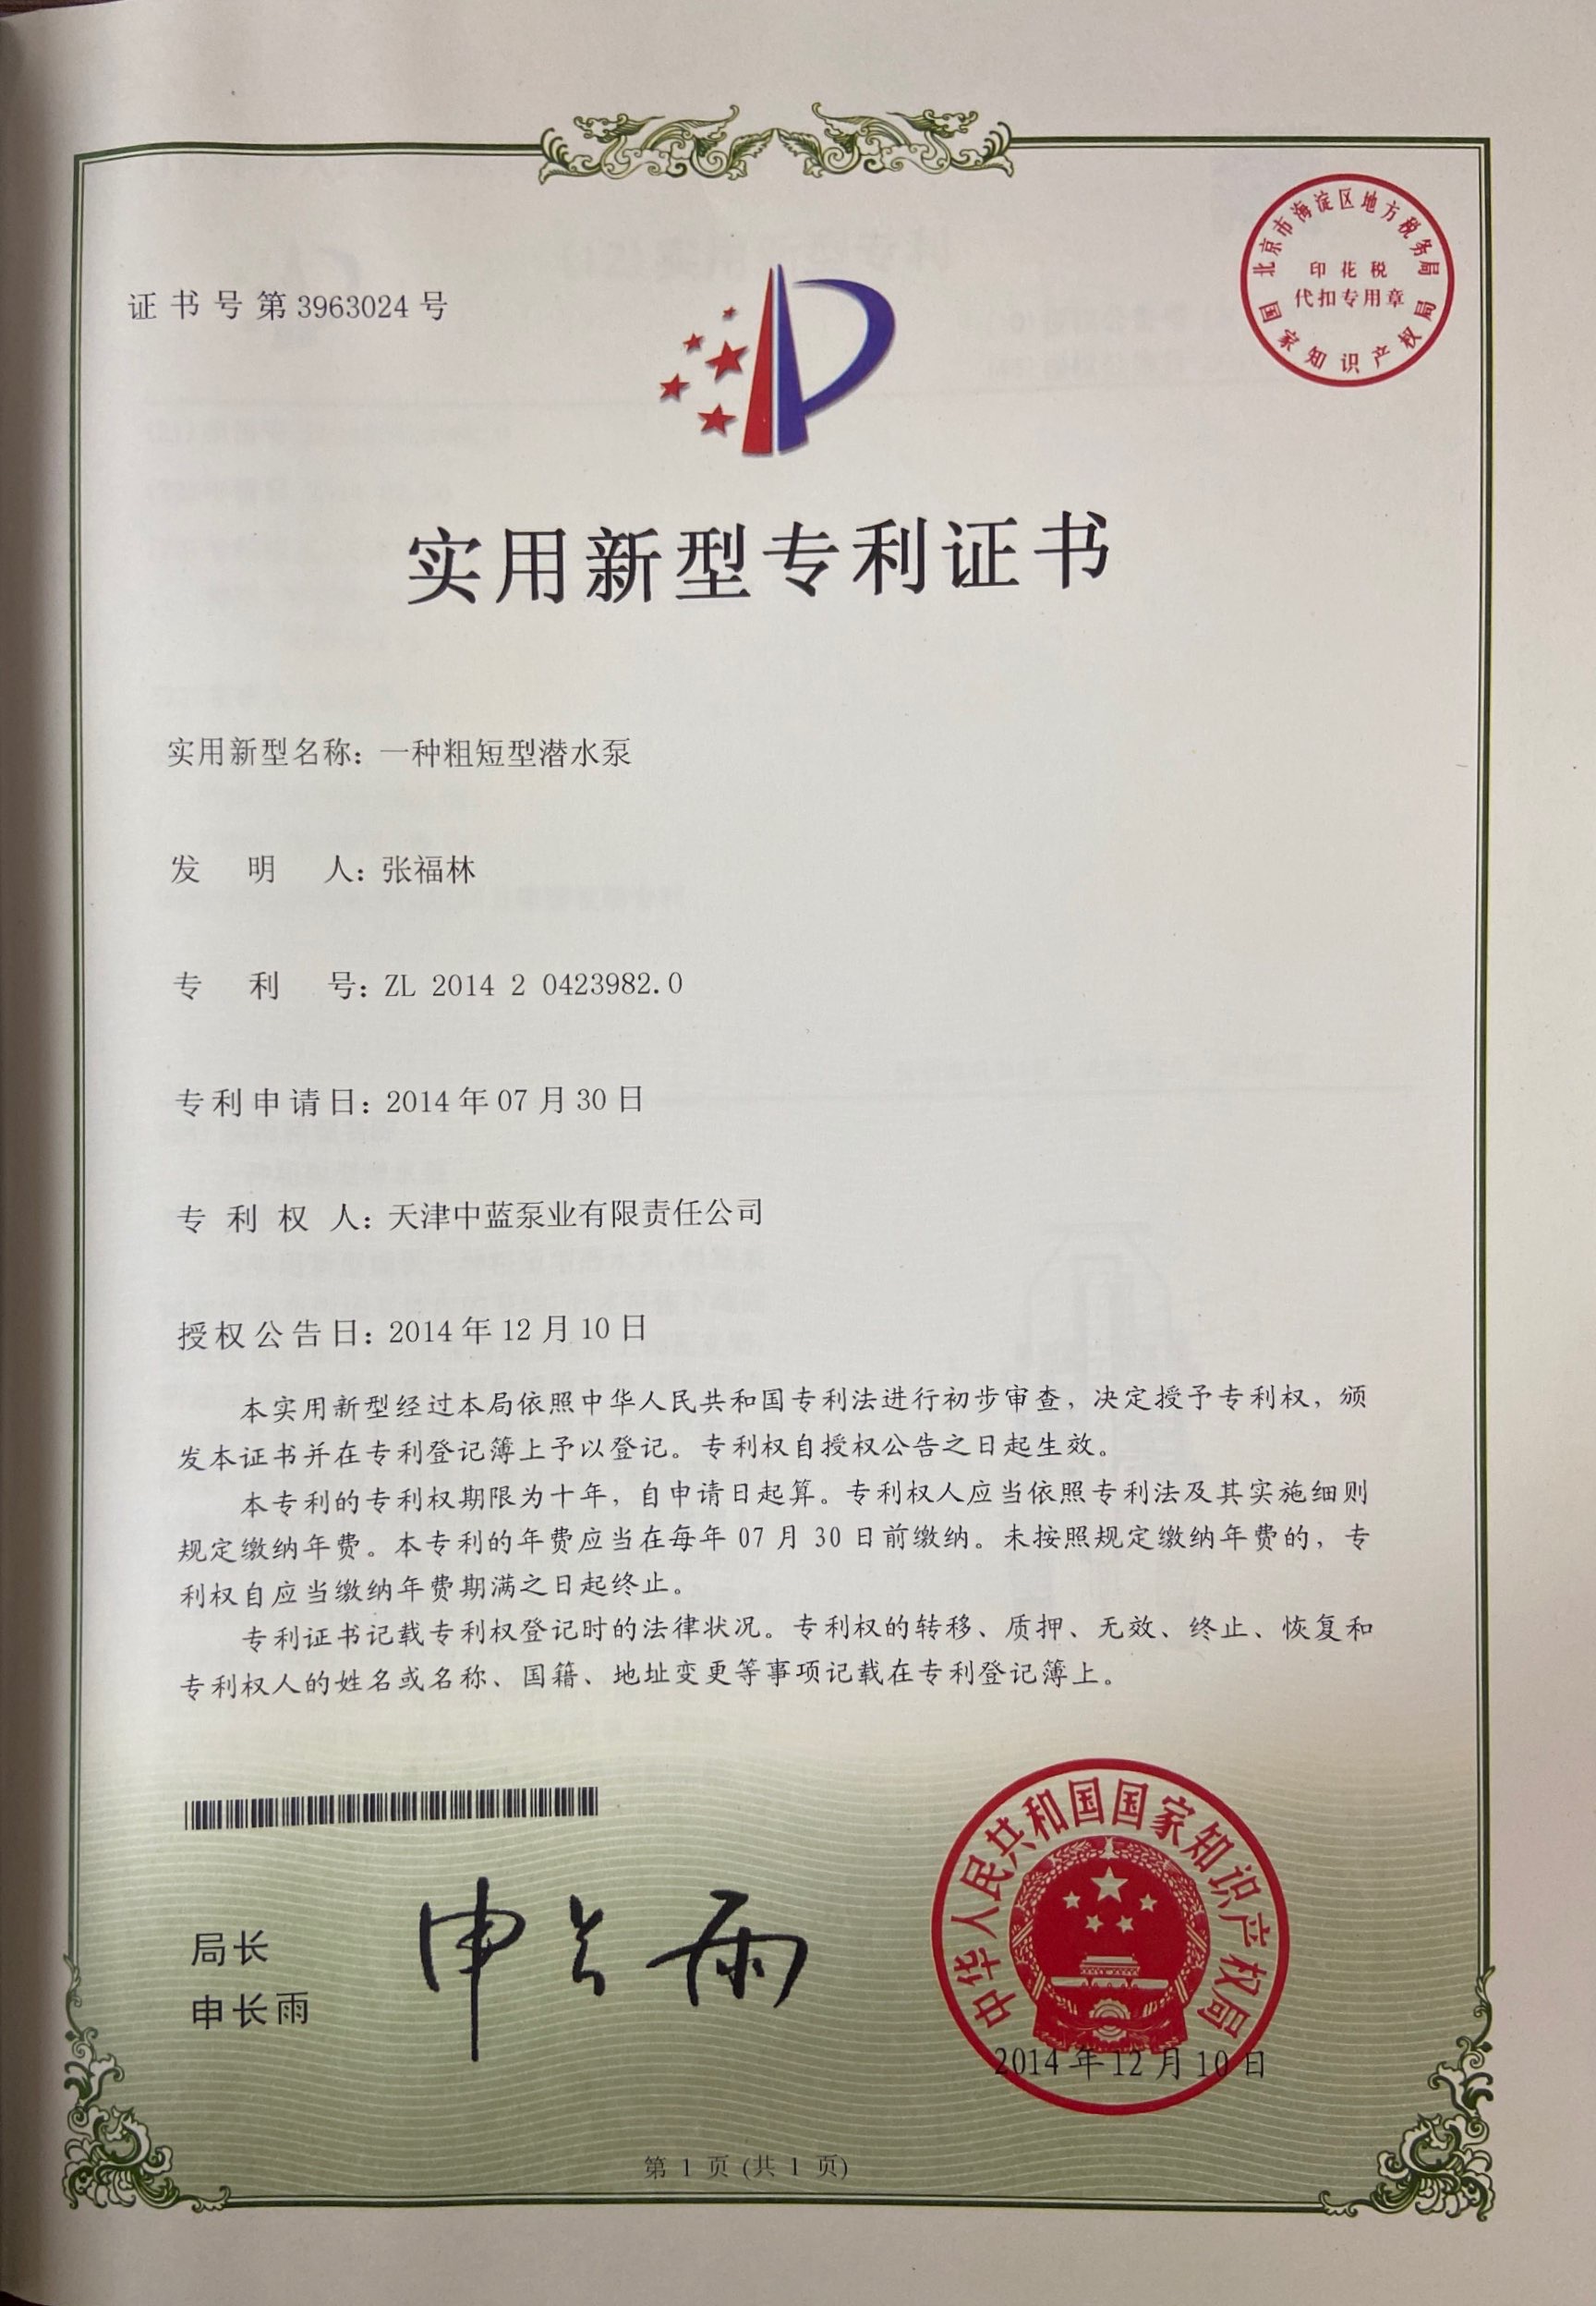 证书号第3963024号
北京市海淀区地方税务局
印花税
代扣专用章
国家知识产权局
实用新型专利证书
实用新型名称：一种粗短型潜水泵
发明人：张福林
专利号：ZL 2014 2 0423982.0
专利申请日：2014年07月30日
专利权人：天津中蓝泵业有限责任公司
授权公告日：2014年12月10日
本实用新型经过本局依照中华人民共和国专利法进行初步审查，决定授予专利权，颁
发本证书并在专利登记簿上予以登记。专利权自授权公告之日起生效。
本专利的专利权期限为十年，自申请日起算。专利权人应当依照专利法及其实施细则
规定缴纳年费。本专利的年费应当在每年07月30日前缴纳。未按照规定缴纳年费的，专
利权自应当缴纳年费期满之日起终止。
专利证书记载专利权登记时的法律状况。专利权的转移、质押、无效、终止、恢复和
专利权人的姓名或名称、国籍、地址变更等事项记载在专利登记簿上。
局长
申长雨
申长雨
中华人民共和国国家知识产权局
2014年12月10日
第1页(共1页)